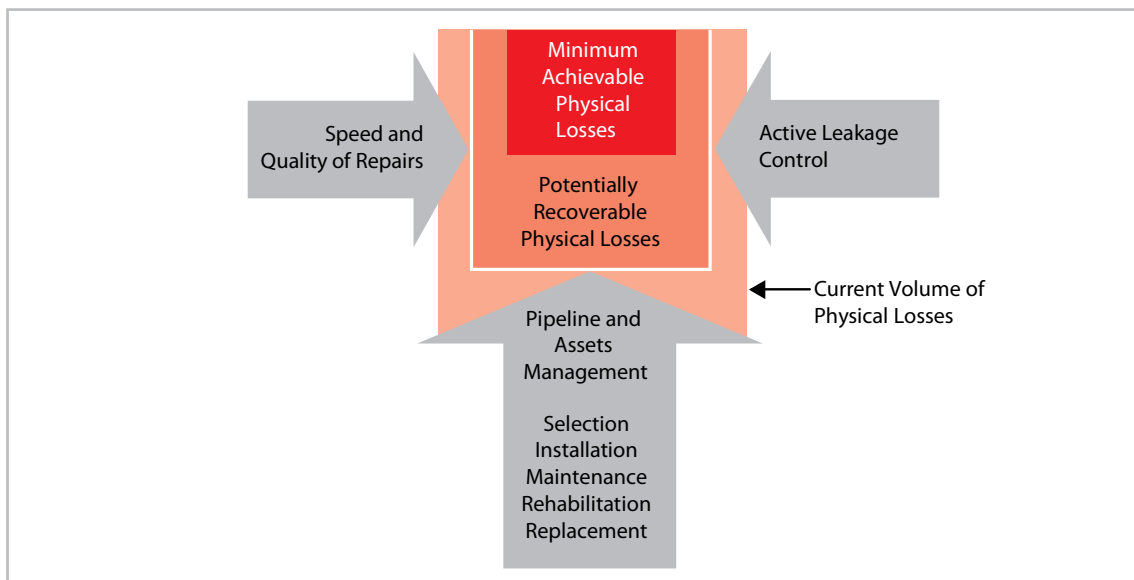 Minimum
Achievable
Physical
Losses
Speed and
Quality of Repairs
Active Leakage
Control
Potentially
Recoverable
Physical Losses
Current Volume of
Physical Losses
Pipeline and
Assets
Management
Selection
Installation
Maintenance
Rehabilitation
Replacement